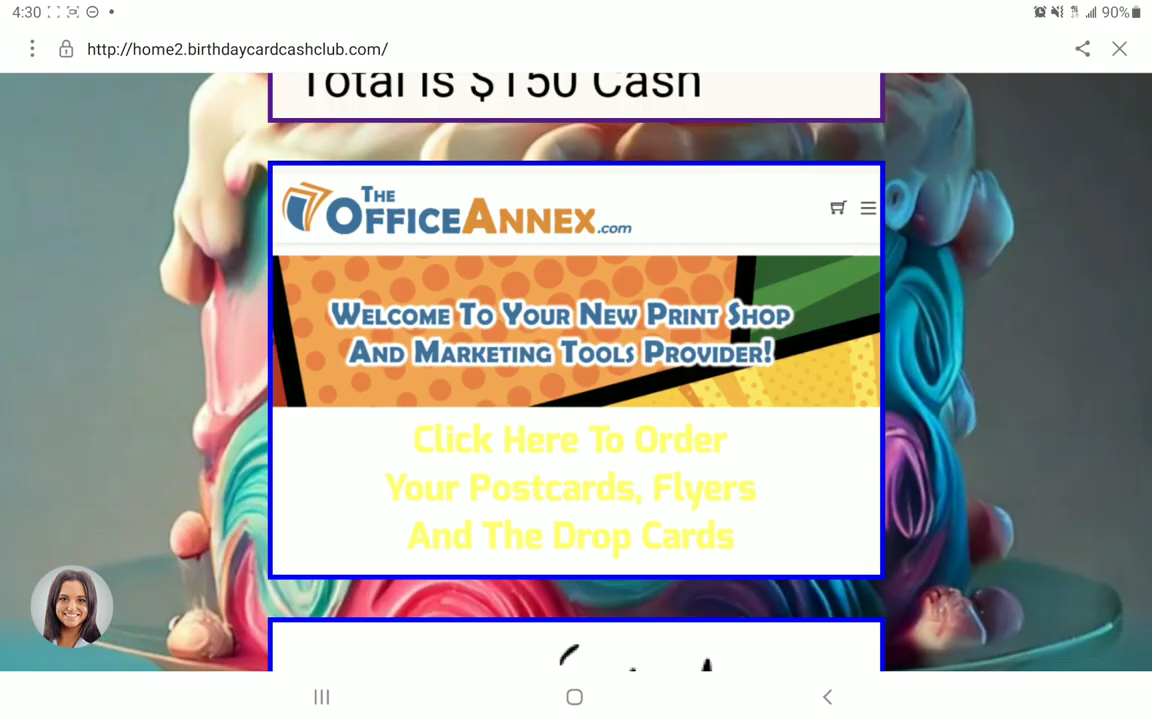 4:30
90%
http://home2.birthdaycardcashclub.com/
Total is $150 Cash
THE
OFFICEANNEX.com
WELCOME TO YOUR NEW PRINT SHOP
AND MARKETING TOOLS PROVIDER!
Click Here To Order
Your Postcards, Flyers
And The Drop Cards